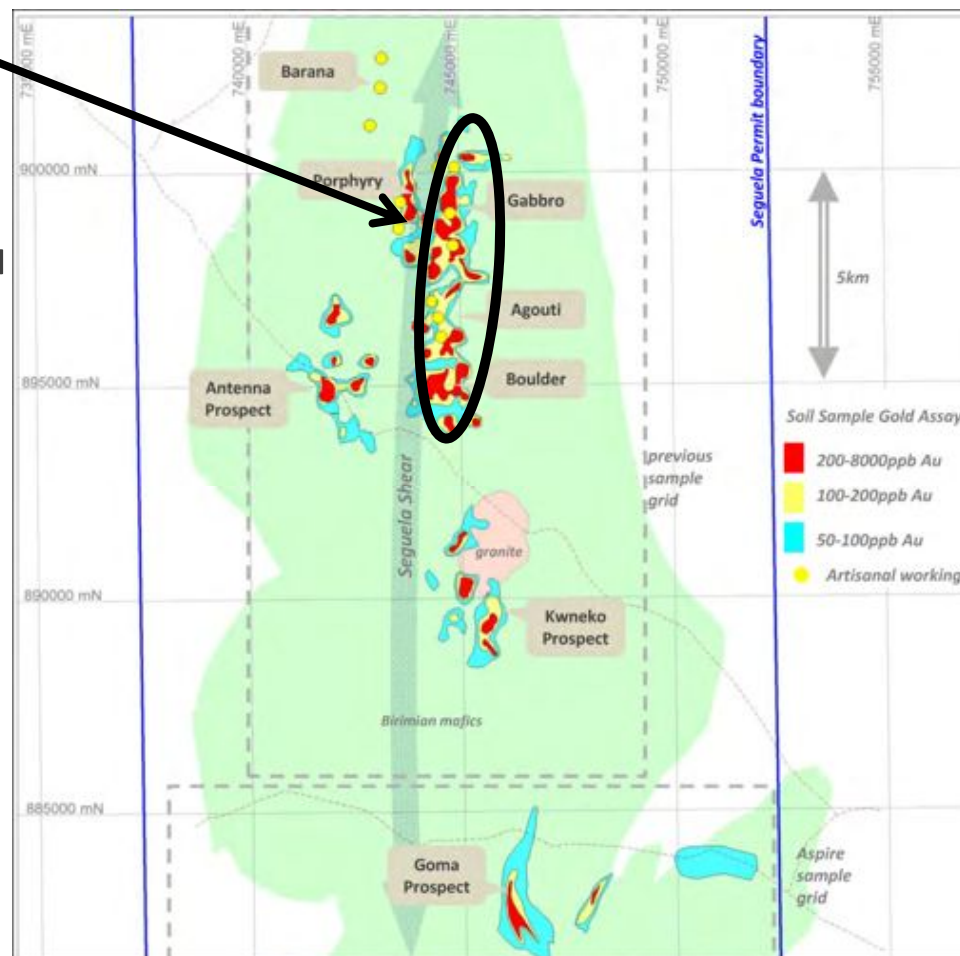 740000 mE
745000 mE
750000 mE
755000 mE
Barana
Seguela Permit boundary
900000 mN
Porphyry
Gabbro
5km
Agouti
895000 mN
Antenna
Prospect
Boulder
Soil Sample Gold Assay
200-8000ppb Au
100-200ppb Au
50-100ppb Au
Artisanal working
previous
sample
grid
Seguela Shear
granite
890000 mN
Kwneko
Prospect
Birimian mafics
885000 mN
Goma
Prospect
Aspire
sample
grid